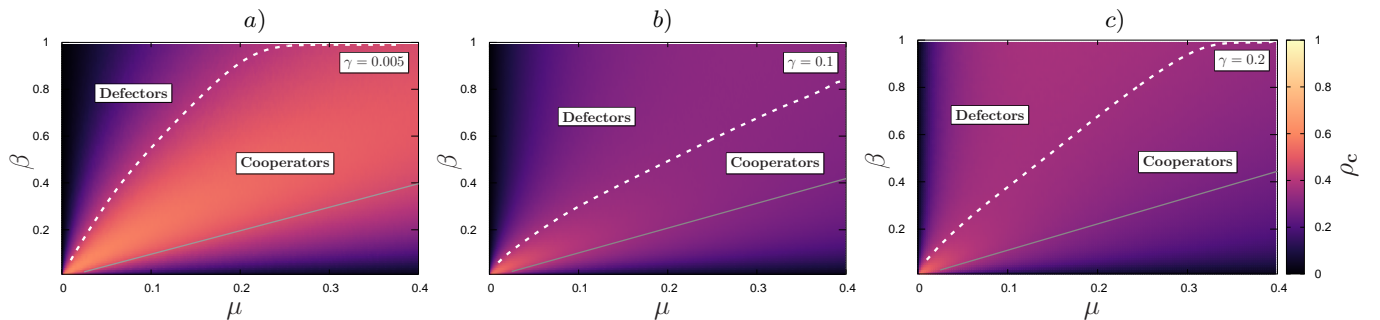 a)
β
1
0.8
0.6
0.4
0.2
0
0.1
0.2
0.3
0.4
μ
γ = 0.005
Defectors
Cooperators
b)
β
1
0.8
0.6
0.4
0.2
0
0.1
0.2
0.3
0.4
μ
γ = 0.1
Defectors
Cooperators
c)
β
1
0.8
0.6
0.4
0.2
0
0.1
0.2
0.3
0.4
μ
γ = 0.2
Defectors
Cooperators
1
0.8
0.6
0.4
0.2
0
ρc